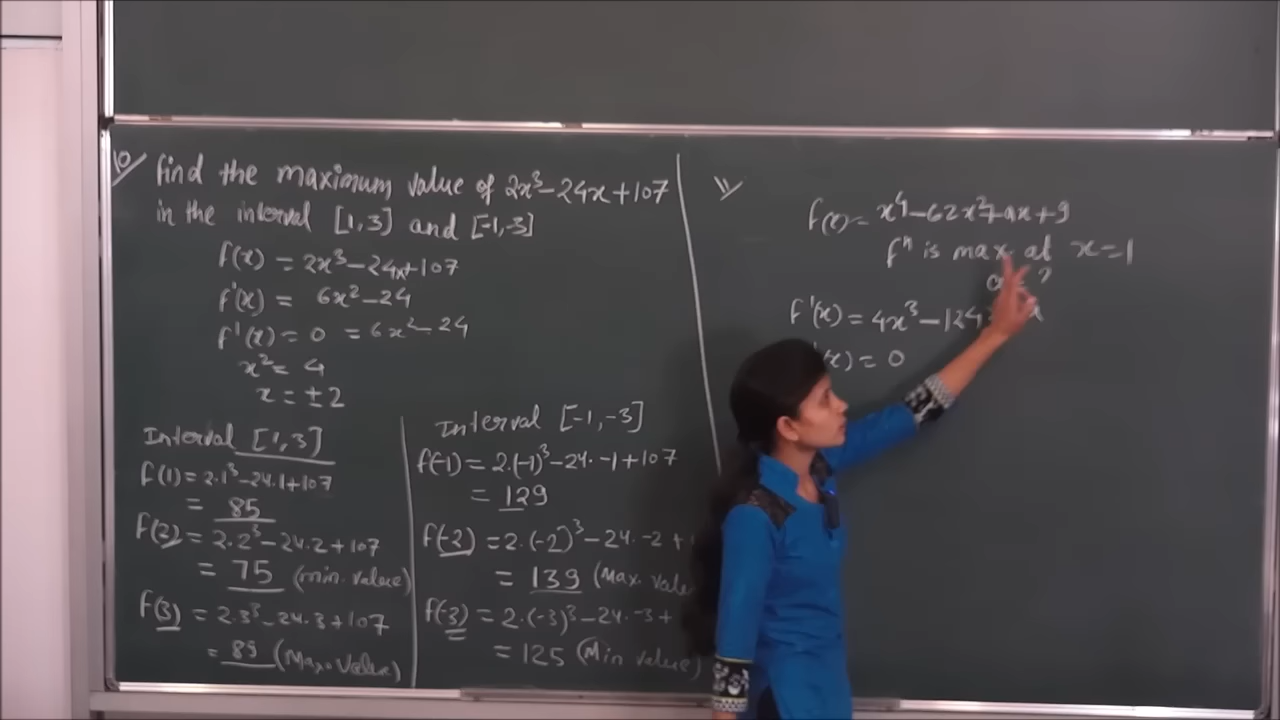 10/ find the maximum value of 2x³-24x+107
in the interval [1,3] and [-1,-3]
f(x) = 2x³-24x+107
f'(x) = 6x²-24
f'(x) = 0 = 6x²-24
x² = 4
x = ±2
Interval [1,3]
f(1) = 2.1³-24.1+107
= 85
f(2) = 2.2³-24.2+107
= 75 (min. value)
f(3) = 2.3³-24.3+107
= 89 (Max. Value)
Interval [-1,-3]
f(-1) = 2.(-1)³-24.-1+107
= 129
f(-2) = 2.(-2)³-24.-2+
= 139 (Max.
f(-3) = 2.(-3)³-24.-3+
= 125 (Min value)
11/
f(x) = x⁴-62x²+ax+9
fⁿ is max. at x=1
?
f'(x) = 4x³-124
(x) = 0